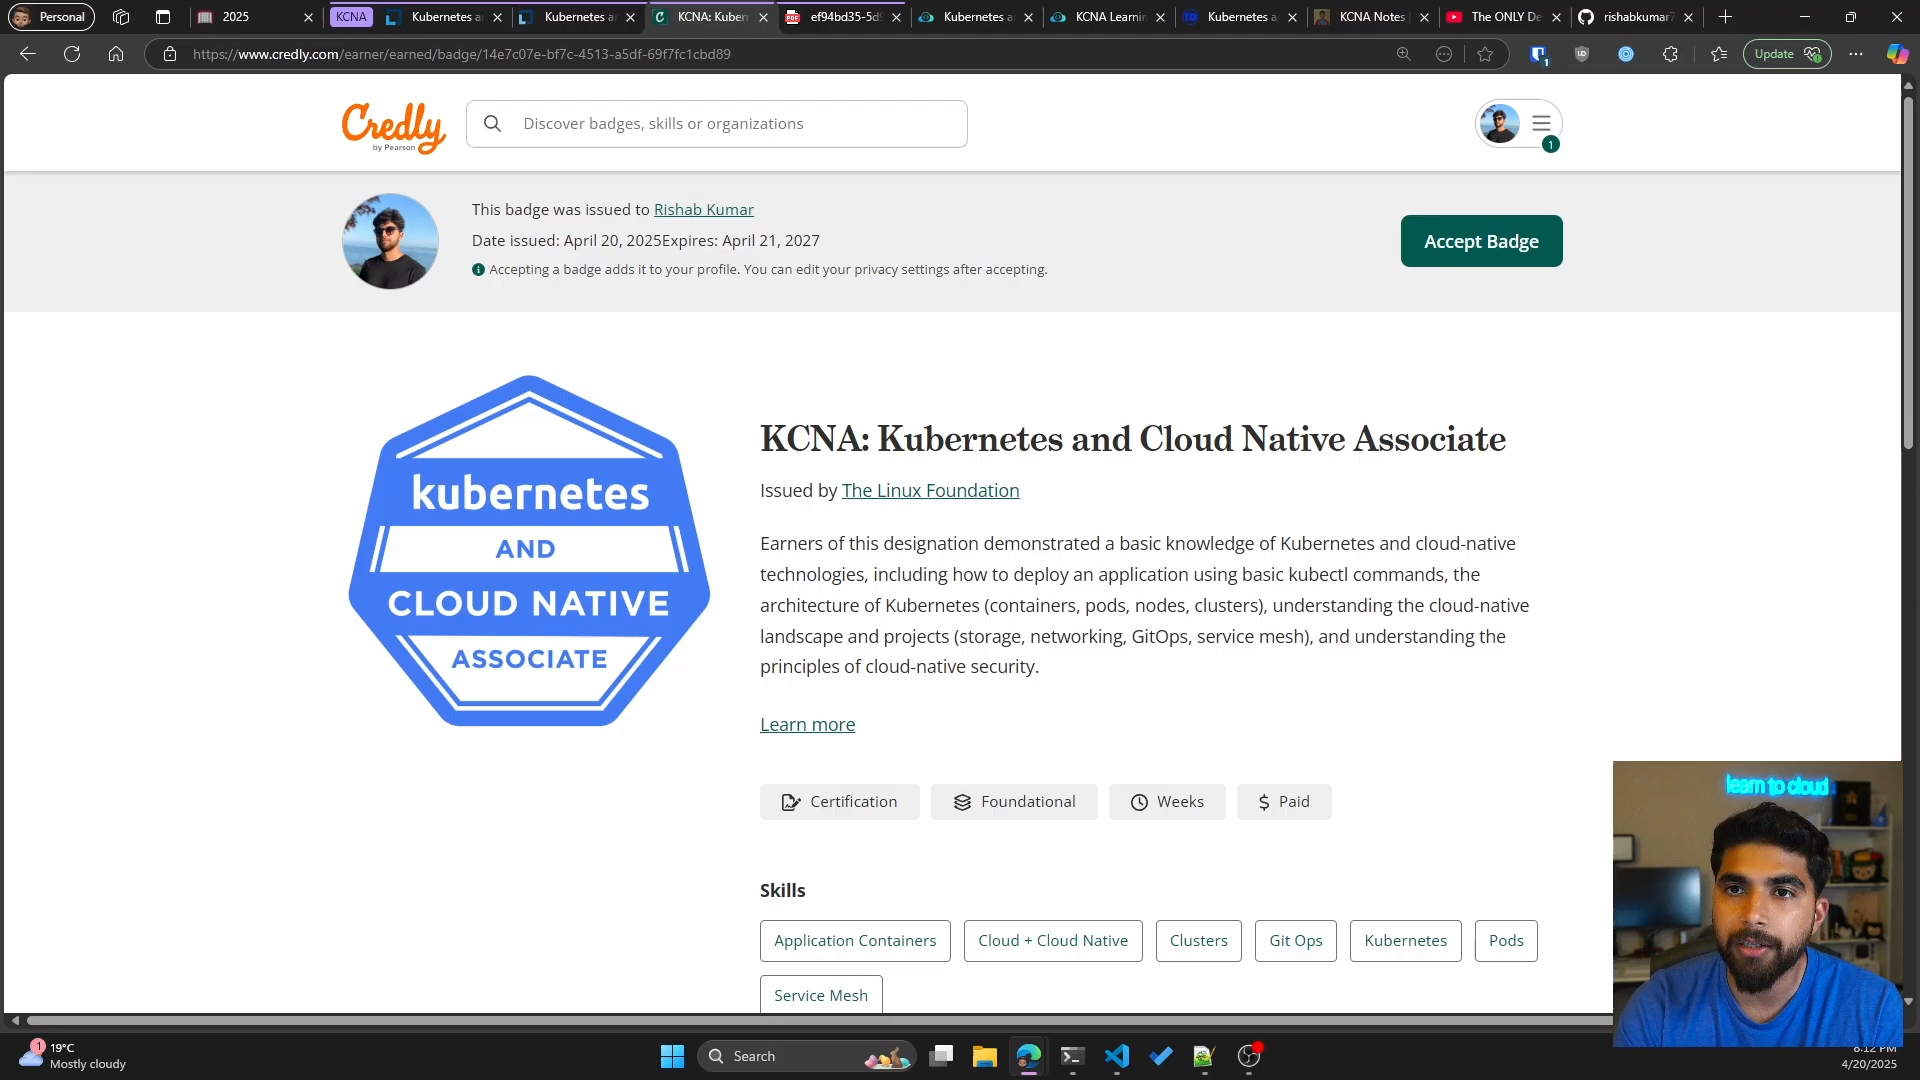 Personal
2025
KCNA
Kubernetes a
Kubernetes a
KCNA: Kuber
ef94bd35-5d
Kubernetes a
KCNA Learnin
Kubernetes a
KCNA Notes
The ONLY De
rishabkumar7
https://www.credly.com/earner/earned/badge/14e7c07e-bf7c-4513-a5df-69f7fc1cbd89
1
Update
Credly
by Pearson
Discover badges, skills or organizations
1
This badge was issued to Rishab Kumar
Date issued: April 20, 2025Expires: April 21, 2027
Accepting a badge adds it to your profile. You can edit your privacy settings after accepting.
Accept Badge
kubernetes
AND
CLOUD NATIVE
ASSOCIATE
KCNA: Kubernetes and Cloud Native Associate
Issued by The Linux Foundation
Earners of this designation demonstrated a basic knowledge of Kubernetes and cloud-native
technologies, including how to deploy an application using basic kubectl commands, the
architecture of Kubernetes (containers, pods, nodes, clusters), understanding the cloud-native
landscape and projects (storage, networking, GitOps, service mesh), and understanding the
principles of cloud-native security.
Learn more
Certification
Foundational
Weeks
Paid
learn to cloud
Skills
Application Containers
Cloud + Cloud Native
Clusters
Git Ops
Kubernetes
Pods
Service Mesh
1
19°C
Mostly cloudy
Search
8:12 PM
4/20/2025